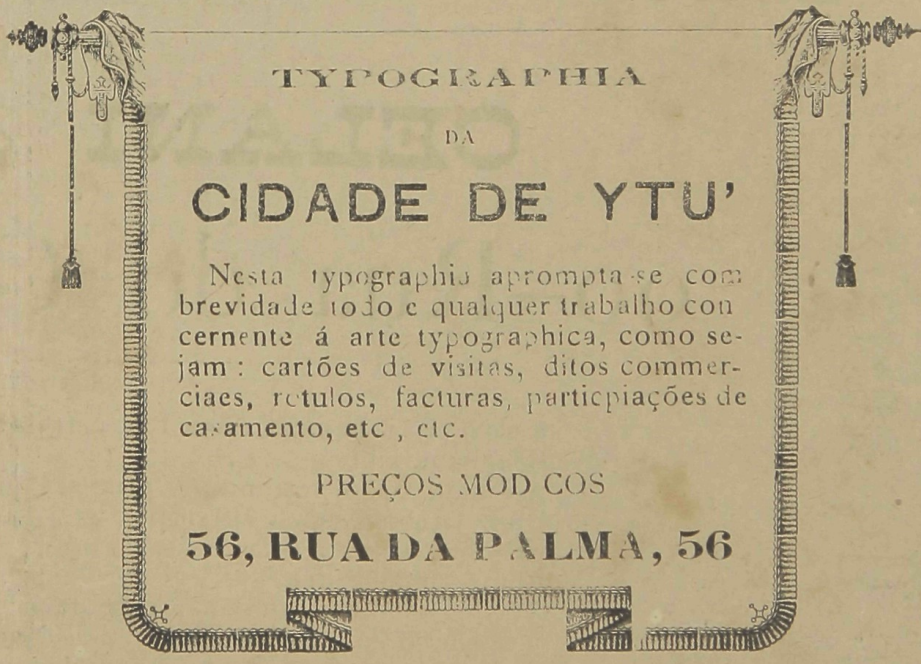 TYPOGRAPHIA
DA
CIDADE DE YTU'
Nesta typographia aprompta-se com
brevidade todo e qualquer trabalho con
cernente á arte typographica, como se-
jam : cartões de visitas, ditos commer-
ciaes, rotulos, facturas, particpiações de
casamento, etc , etc.
PREÇOS MOD COS
56, RUA DA PALMA, 56